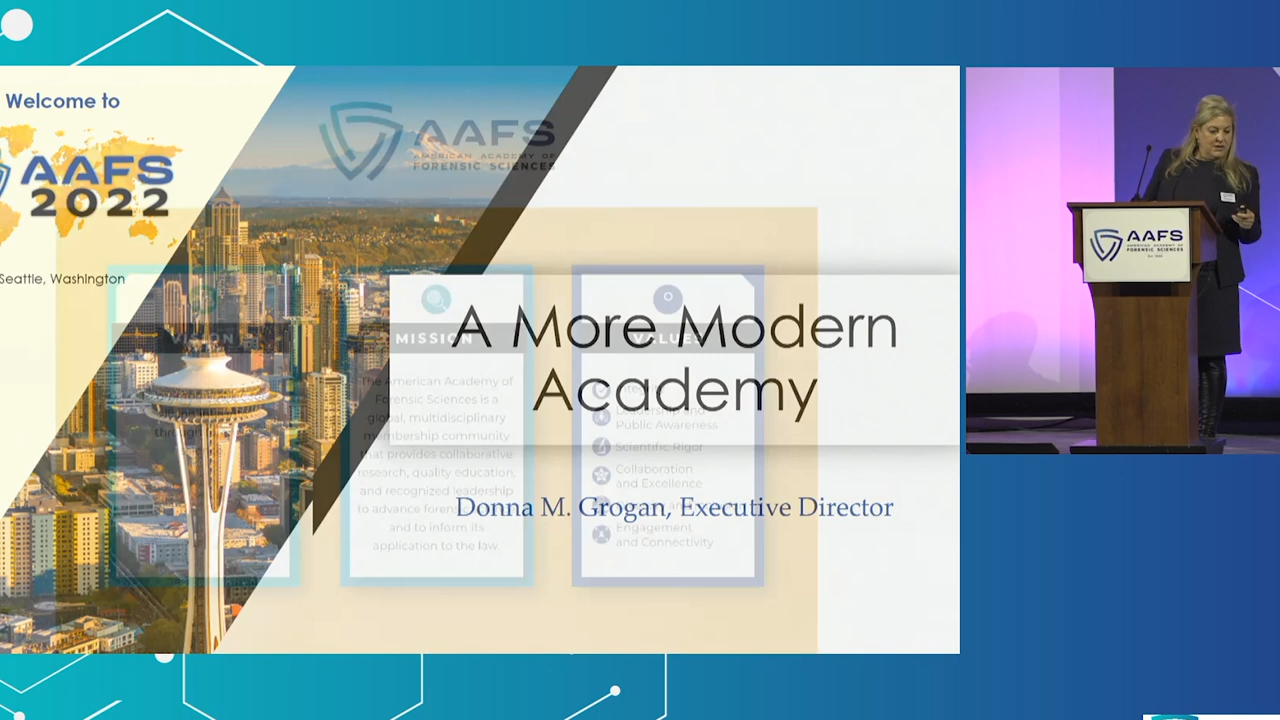 Welcome to
AAFS
2022
Seattle, Washington
AAFS
AMERICAN ACADEMY OF
FORENSIC SCIENCES
A More Modern
Academy
Donna M. Grogan, Executive Director
VISION
MISSION
The American Academy of
Forensic Sciences is a
global, multidisciplinary
membership community
that provides collaborative
research, quality education,
and recognized leadership
to advance
and to inform its
application to the law.
VALUES
Leadership and
Public Awareness
Scientific Rigor
Collaboration
and Excellence
Engagement
and Connectivity
AAFS
AMERICAN ACADEMY OF
FORENSIC SCIENCES